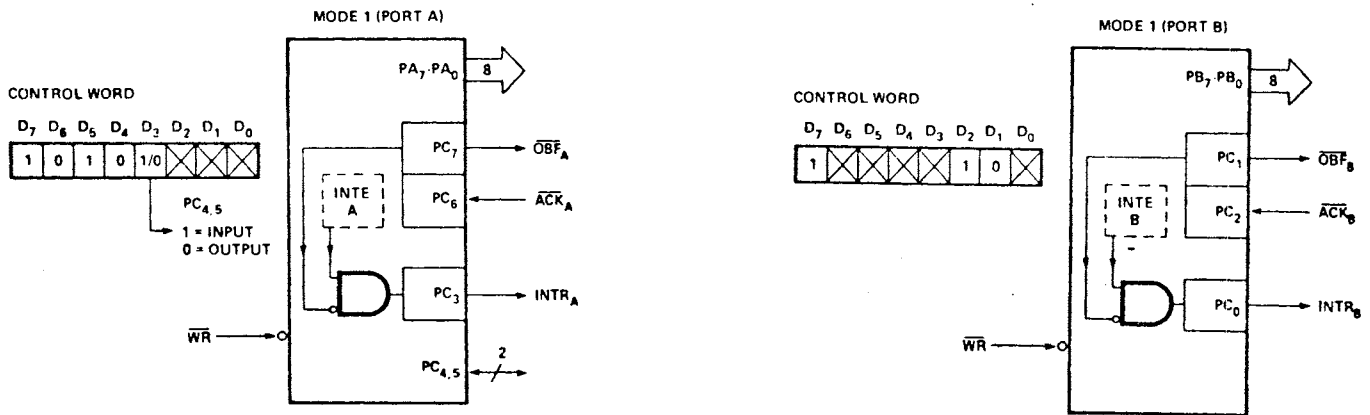 MODE 1 (PORT A)
PA7-PA0
8
CONTROL WORD
D7 D6 D5 D4 D3 D2 D1 D0
1 0 1 0 1/0
PC4,5
1 = INPUT
0 = OUTPUT
PC7
OBFA
INTE
A
PC6
ACKA
PC3
INTRA
WR
PC4,5
2
MODE 1 (PORT B)
PB7-PB0
8
CONTROL WORD
D7 D6 D5 D4 D3 D2 D1 D0
1 1 0
PC1
OBFB
INTE
B
PC2
ACKB
PC0
INTRB
WR